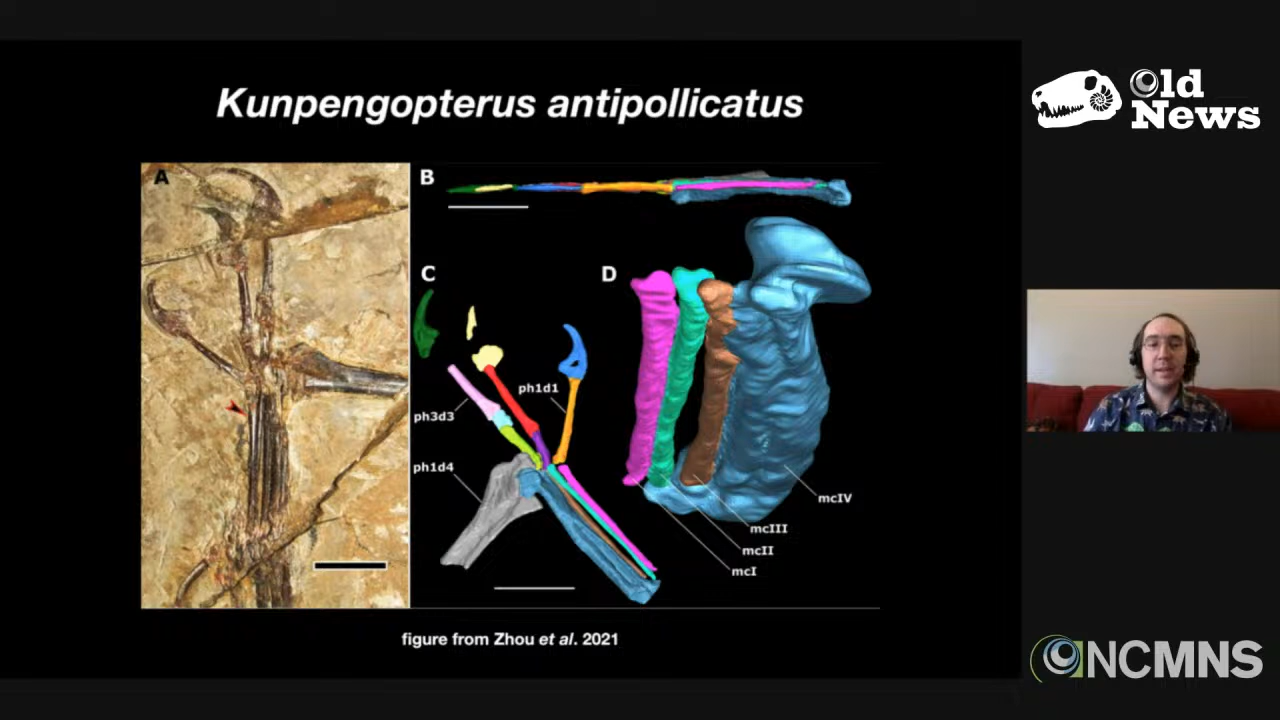 Kunpengopterus antipollicatus
Old
News
A
B
C
D
ph1d1
ph3d3
ph1d4
mcIV
mcIII
mcII
mcI
figure from Zhou et al. 2021
NCMNS